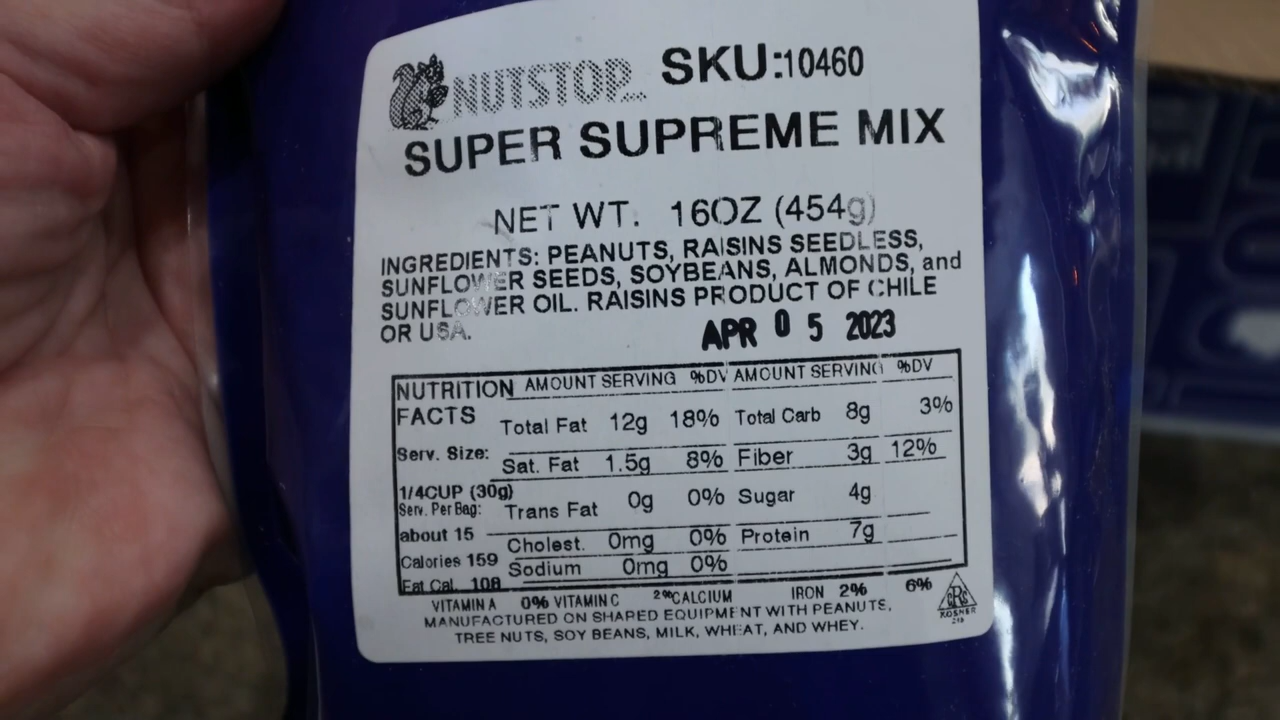 NUTSTOP SKU:10460
SUPER SUPREME MIX
NET WT. 16OZ (454g)
INGREDIENTS: PEANUTS, RAISINS SEEDLESS,
SUNFLOWER SEEDS, SOYBEANS, ALMONDS, and
SUNFLOWER OIL. RAISINS PRODUCT OF CHILE
OR USA.
APR 05 2023
NUTRITION AMOUNT SERVING %DV AMOUNT SERVING %DV
FACTS Total Fat 12g 18% Total Carb 8g 3%
Serv. Size: Sat. Fat 1.5g 8% Fiber 3g 12%
1/4CUP (30g)
Serv. Per Bag: Trans Fat 0g 0% Sugar 4g
about 15 Cholest. 0mg 0% Protein 7g
Calories 159 Sodium 0mg 0%
Fat Cal. 108
VITAMIN A 0% VITAMIN C 2% CALCIUM IRON 2% 6%
MANUFACTURED ON SHARED EQUIPMENT WITH PEANUTS,
TREE NUTS, SOY BEANS, MILK, WHEAT, AND WHEY.
KOSHER